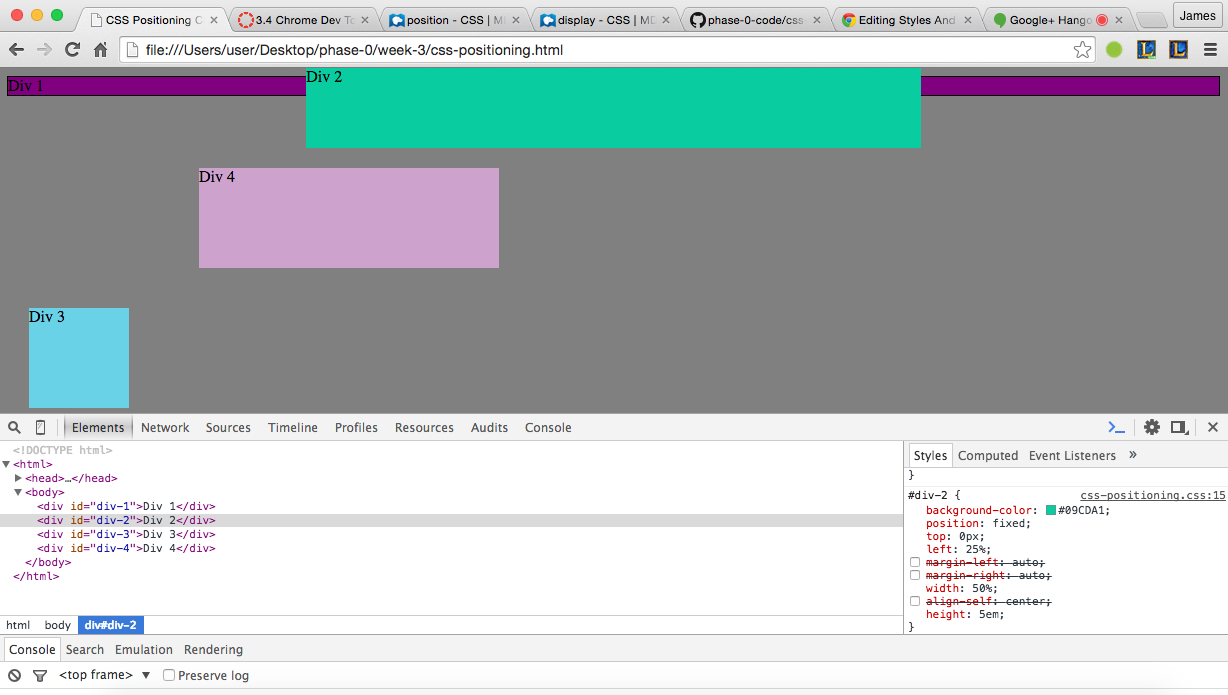 CSS Positioning C
3.4 Chrome Dev To
position - CSS | M
display - CSS | MD
phase-0-code/css-
Editing Styles And
Google+ Hango
James
file:///Users/user/Desktop/phase-0/week-3/css-positioning.html
Div 1
Div 2
Div 4
Div 3
Elements Network Sources Timeline Profiles Resources Audits Console
<!DOCTYPE html>
<html>
<head>…</head>
<body>
<div id="div-1">Div 1</div>
<div id="div-2">Div 2</div>
<div id="div-3">Div 3</div>
<div id="div-4">Div 4</div>
</body>
</html>
html body div#div-2
Styles Computed Event Listeners »
}
#div-2 { css-positioning.css:15
background-color: #09CDA1;
position: fixed;
top: 0px;
left: 25%;
margin-left: auto;
margin-right: auto;
width: 50%;
align-self: center;
height: 5em;
}
Console Search Emulation Rendering
<top frame> ▼ Preserve log